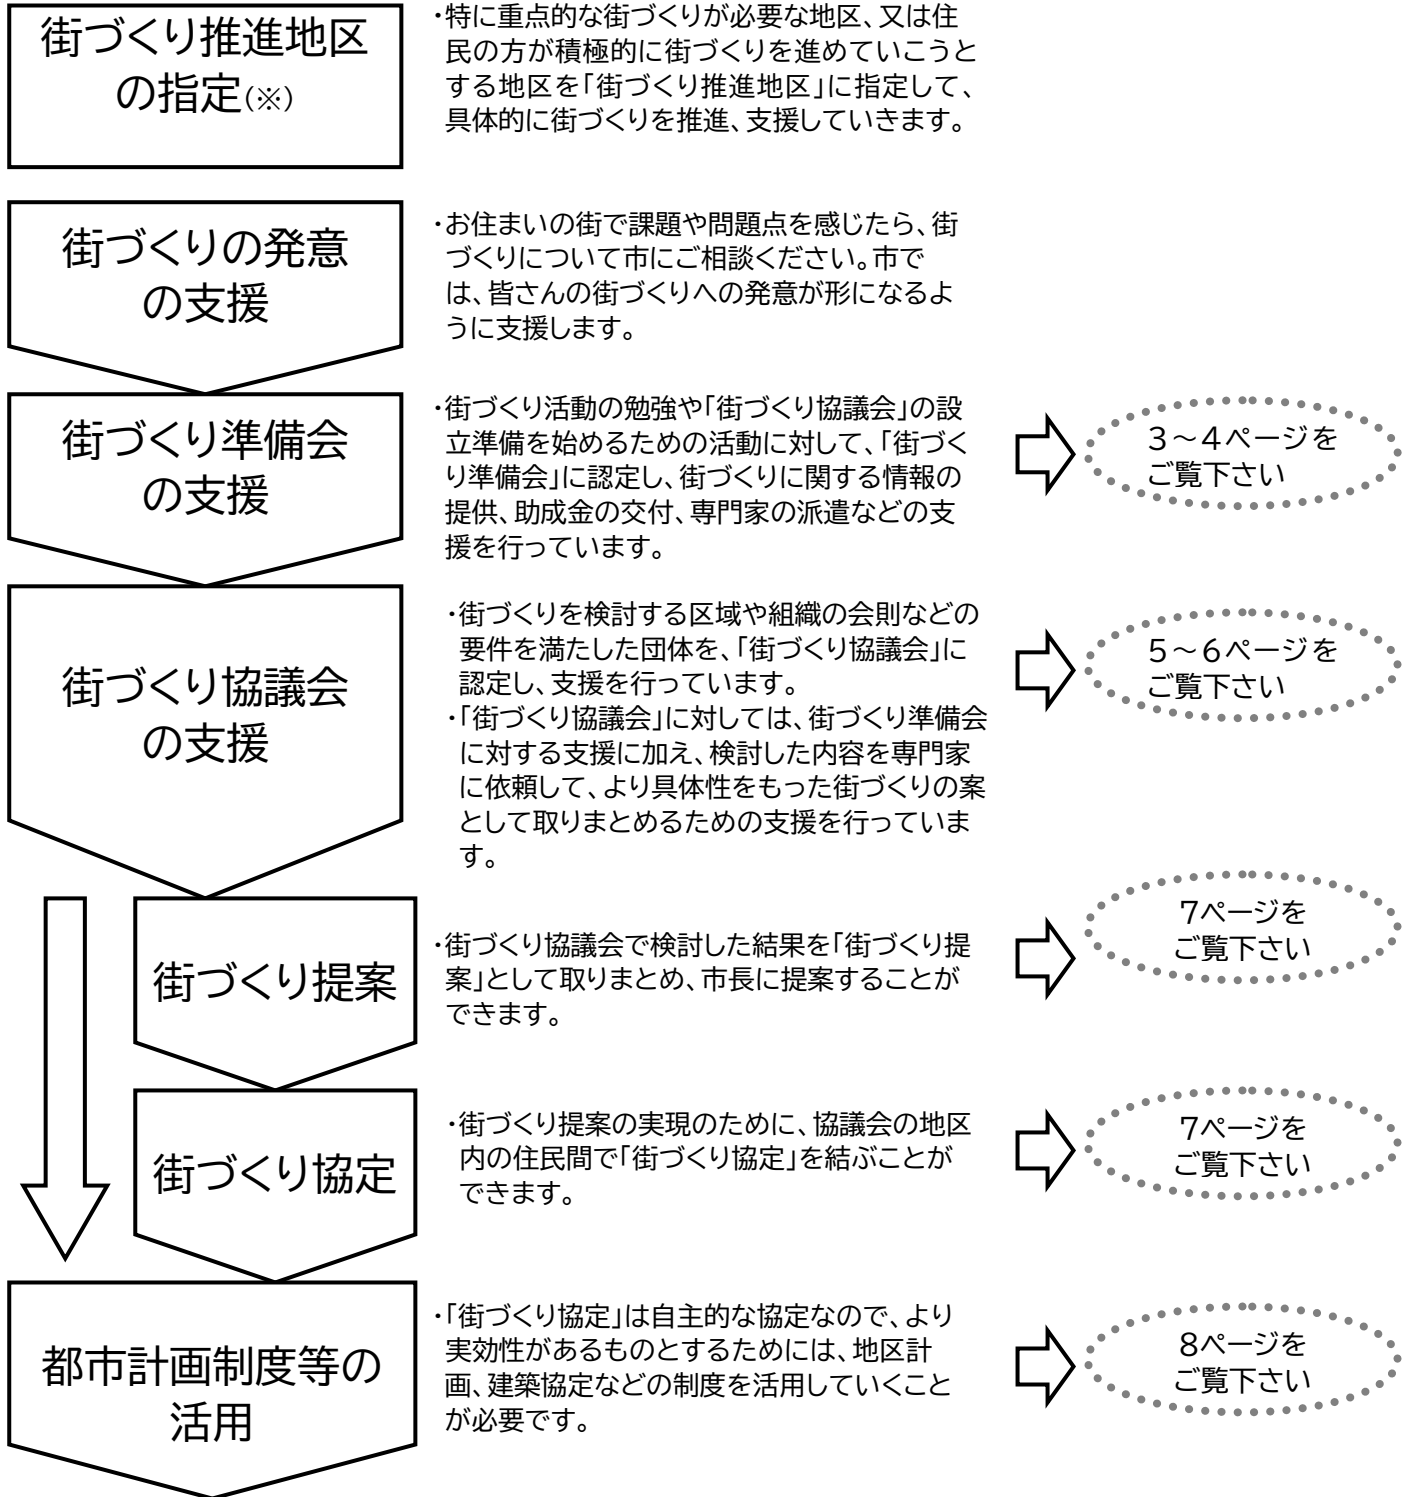 街づくり推進地区
の指定(※)
・特に重点的な街づくりが必要な地区、又は住
民の方が積極的に街づくりを進めていこうと
する地区を「街づくり推進地区」に指定して、
具体的に街づくりを推進、支援していきます。
街づくりの発意
の支援
・お住まいの街で課題や問題点を感じたら、街
づくりについて市にご相談ください。市で
は、皆さんの街づくりへの発意が形になるよ
うに支援します。
街づくり準備会
の支援
・街づくり活動の勉強や「街づくり協議会」の設
立準備を始めるための活動に対して、「街づく
り準備会」に認定し、街づくりに関する情報の
提供、助成金の交付、専門家の派遣などの支
援を行っています。
3～4ページを
ご覧下さい
街づくり協議会
の支援
・街づくりを検討する区域や組織の会則などの
要件を満たした団体を、「街づくり協議会」に
認定し、支援を行っています。
・「街づくり協議会」に対しては、街づくり準備会
に対する支援に加え、検討した内容を専門家
に依頼して、より具体性をもった街づくりの案
として取りまとめるための支援を行っていま
す。
5～6ページを
ご覧下さい
街づくり提案
・街づくり協議会で検討した結果を「街づくり提
案」として取りまとめ、市長に提案することが
できます。
7ページを
ご覧下さい
街づくり協定
・街づくり提案の実現のために、協議会の地区
内の住民間で「街づくり協定」を結ぶことが
できます。
7ページを
ご覧下さい
都市計画制度等の
活用
・「街づくり協定」は自主的な協定なので、より
実効性があるものとするためには、地区計
画、建築協定などの制度を活用していくこと
が必要です。
8ページを
ご覧下さい